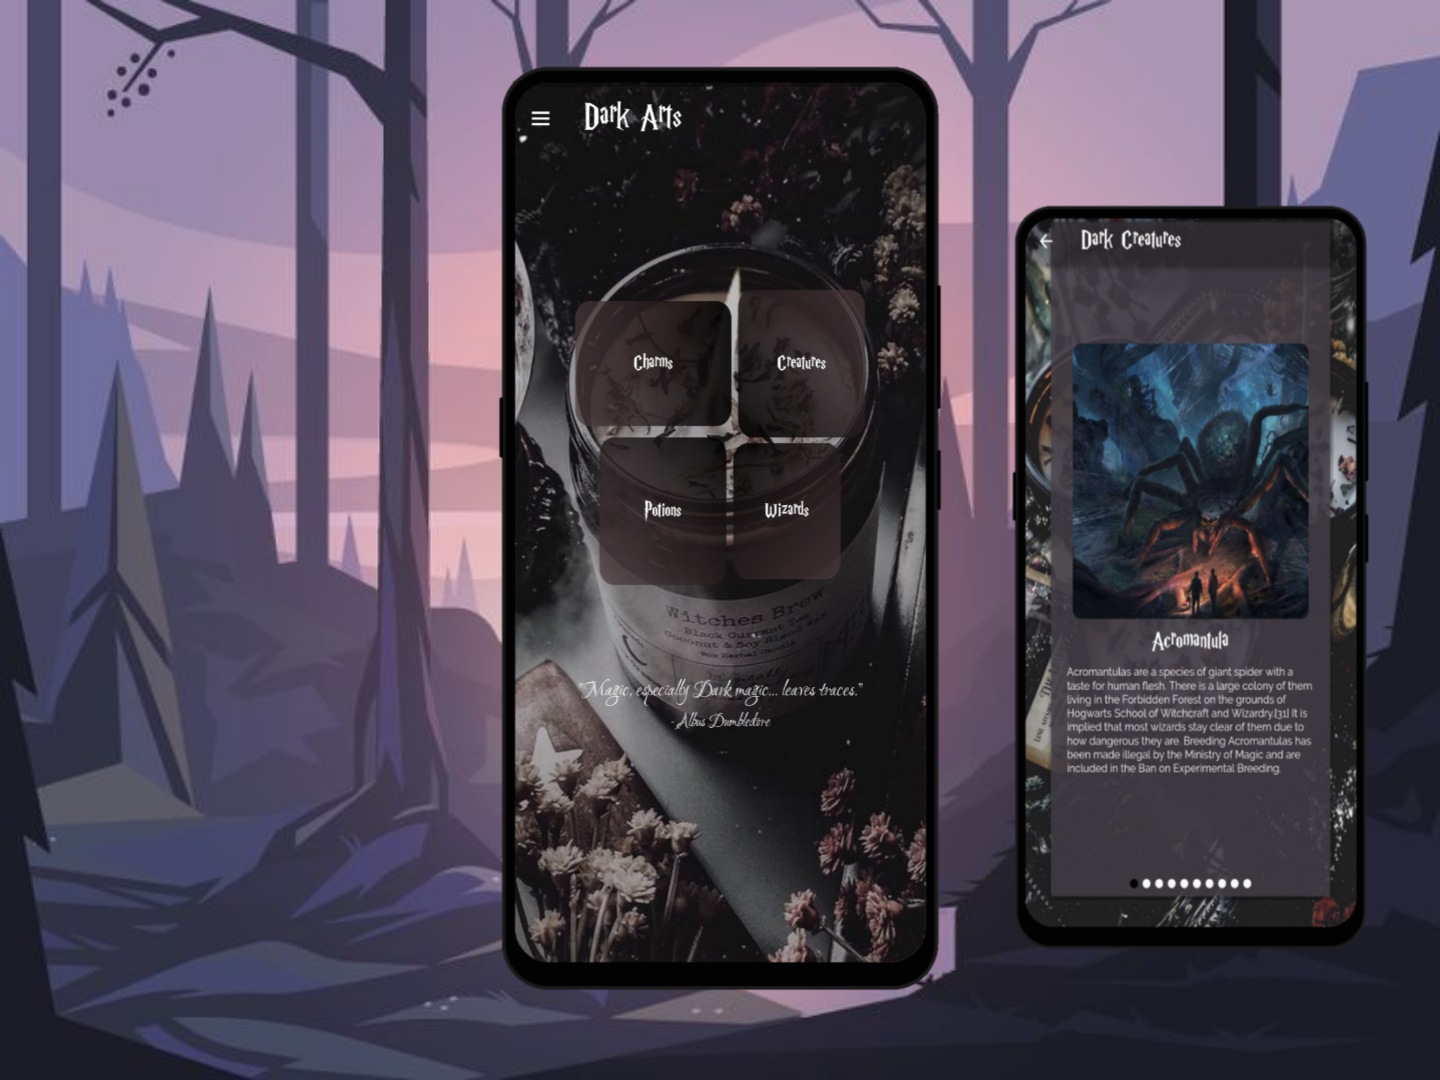 Dark Arts
Charms
Creatures
Potions
Wizards
Witches Brew
Black Currant Tea
Coconut & Soy Blend Wax
9oz Herbal Candle
"Magic, especially Dark magic... leaves traces."
- Albus Dumbledore
Dark Creatures
Acromantula
Acromantulas are a species of giant spider with a
taste for human flesh. There is a large colony of them
living in the Forbidden Forest on the grounds of
Hogwarts School of Witchcraft and Wizardry.[31] It is
implied that most wizards stay clear of them due to
how dangerous they are. Breeding Acromantulas has
been made illegal by the Ministry of Magic and are
included in the Ban on Experimental Breeding.